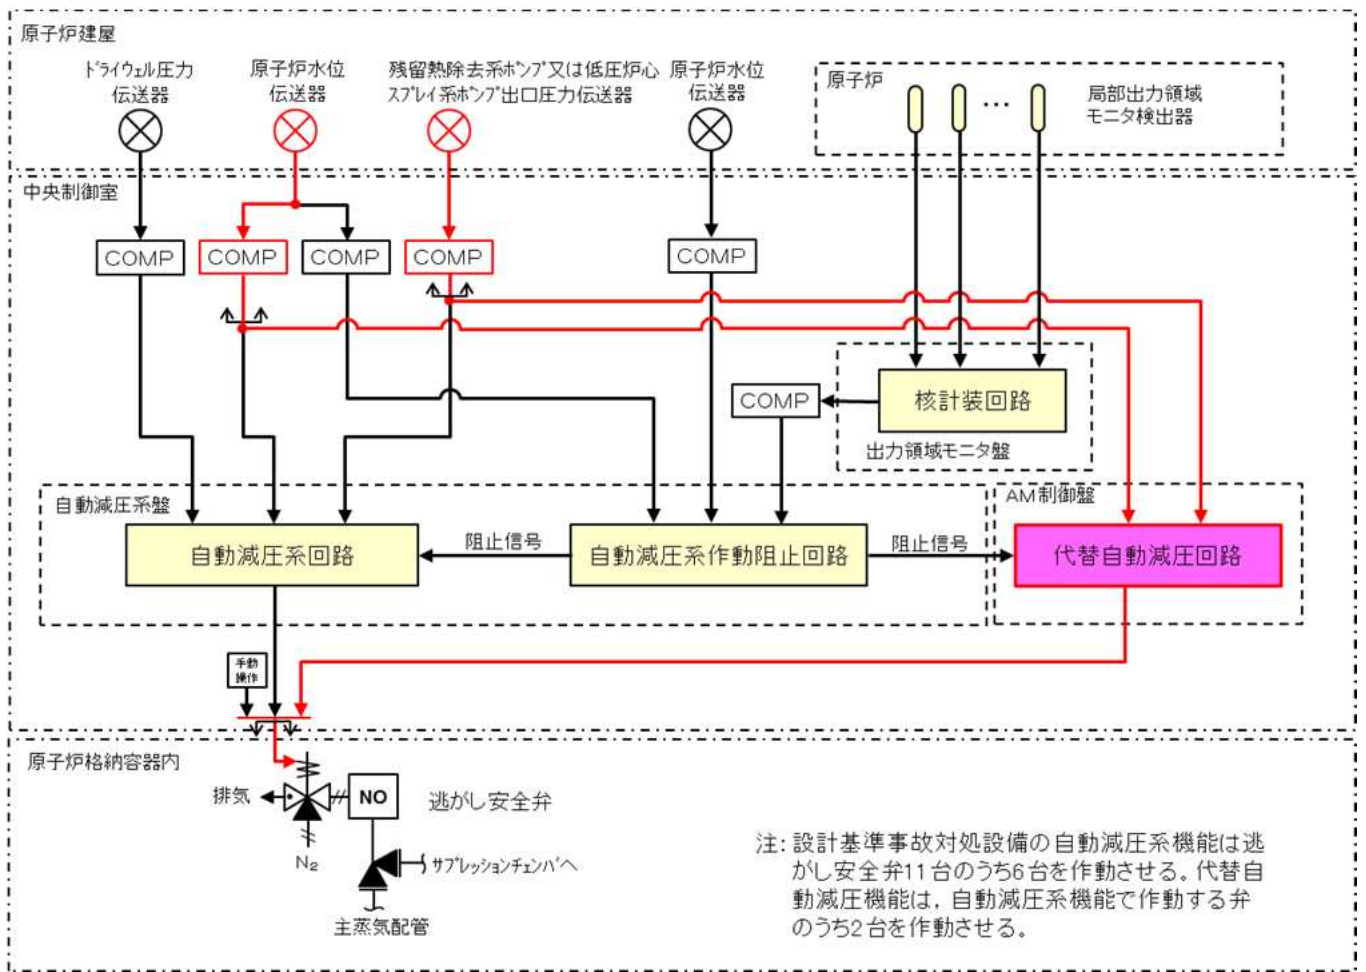 原子炉建屋
ドライウェル圧力
伝送器
原子炉水位
伝送器
残留熱除去系ポンプ又は低圧炉心
スプレイ系ポンプ出口圧力伝送器
原子炉水位
伝送器
原子炉
…
局部出力領域
モニタ検出器
中央制御室
COMP
COMP
COMP
COMP
COMP
COMP
核計装回路
出力領域モニタ盤
自動減圧系盤
AM制御盤
自動減圧系回路
阻止信号
自動減圧系作動阻止回路
阻止信号
代替自動減圧回路
手動
操作
原子炉格納容器内
排気
NO
逃がし安全弁
N₂
サプレッションチェンバへ
主蒸気配管
注: 設計基準事故対処設備の自動減圧系機能は逃
がし安全弁11台のうち6台を作動させる。代替自
動減圧機能は，自動減圧系機能で作動する弁
のうち2台を作動させる。